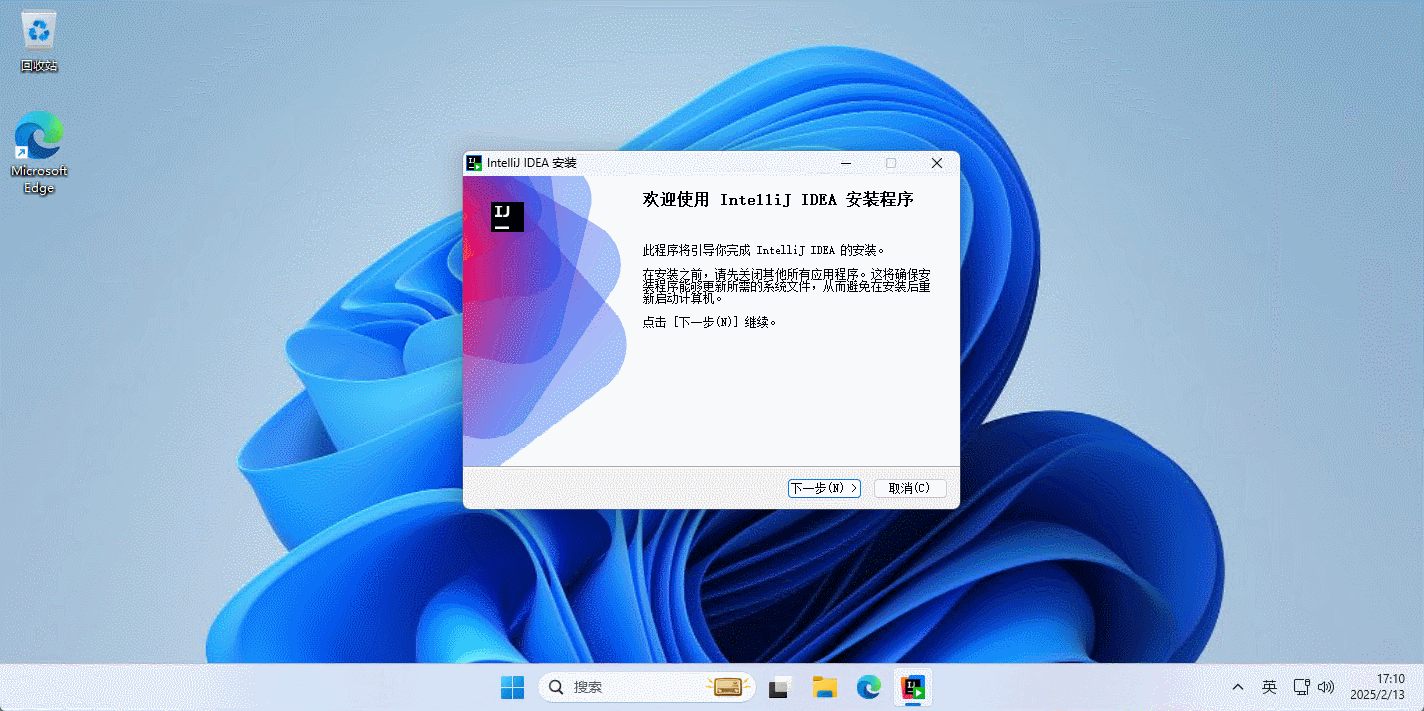 回收站
Microsoft
Edge
IntelliJ IDEA 安装
IJ
欢迎使用 IntelliJ IDEA 安装程序
此程序将引导你完成 IntelliJ IDEA 的安装。
在安装之前，请先关闭其他所有应用程序。这将确保安
装程序能够更新所需的系统文件，从而避免在安装后重
新启动计算机。
点击 [下一步(N)] 继续。
下一步(N) >
取消(C)
搜索
英
17:10
2025/2/13